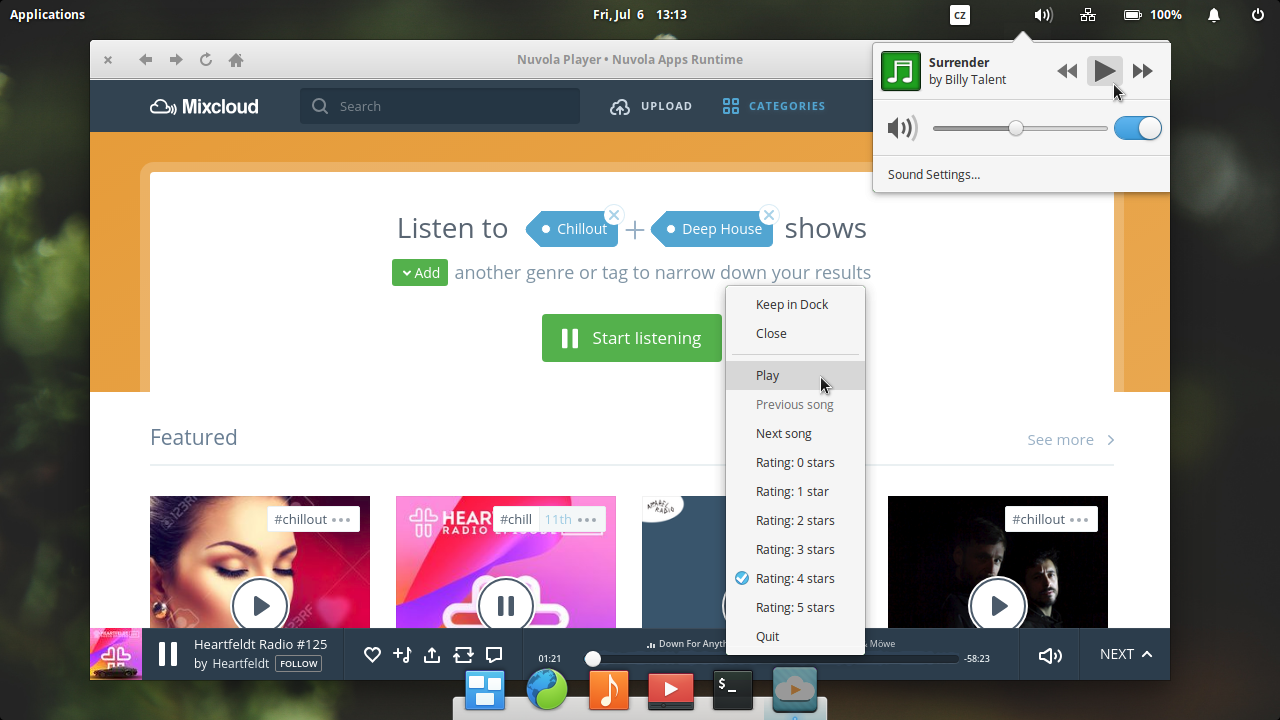 Applications
Fri, Jul 6 13:13
cz
100%
Nuvola Player • Nuvola Apps Runtime
Surrender
by Billy Talent
Sound Settings...
Mixcloud
Search
UPLOAD
CATEGORIES
Listen to Chillout + Deep House shows
Add another genre or tag to narrow down your results
Start listening
Keep in Dock
Close
Play
Previous song
Next song
Rating: 0 stars
Rating: 1 star
Rating: 2 stars
Rating: 3 stars
Rating: 4 stars
Rating: 5 stars
Quit
Featured
See more
#chillout
#chill 11th
#chillout
123RF
Heartfeldt Radio #125
by Heartfeldt FOLLOW
01:21
Down For
Möwe
-58:23
NEXT